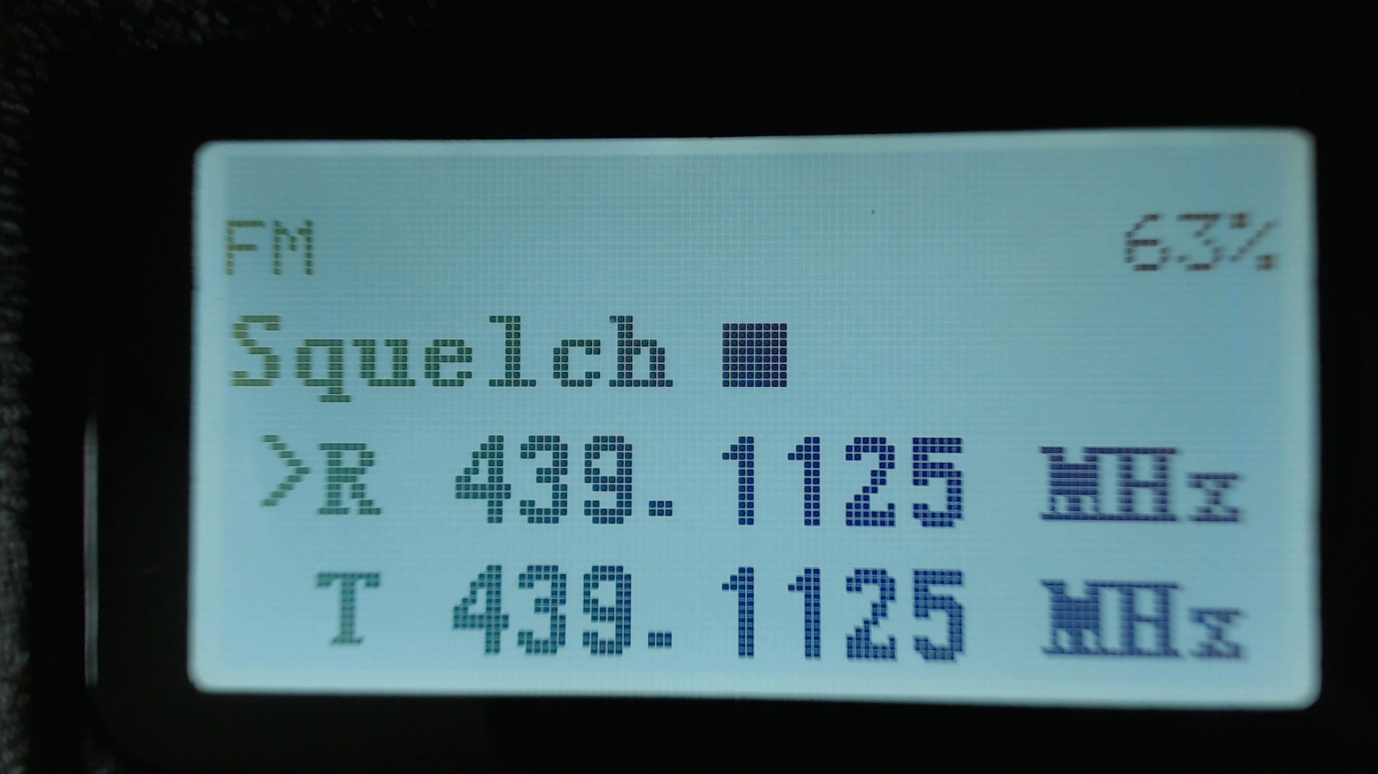 FM 63%
Squelch ■
>R 439.1125 MHz
T 439.1125 MHz